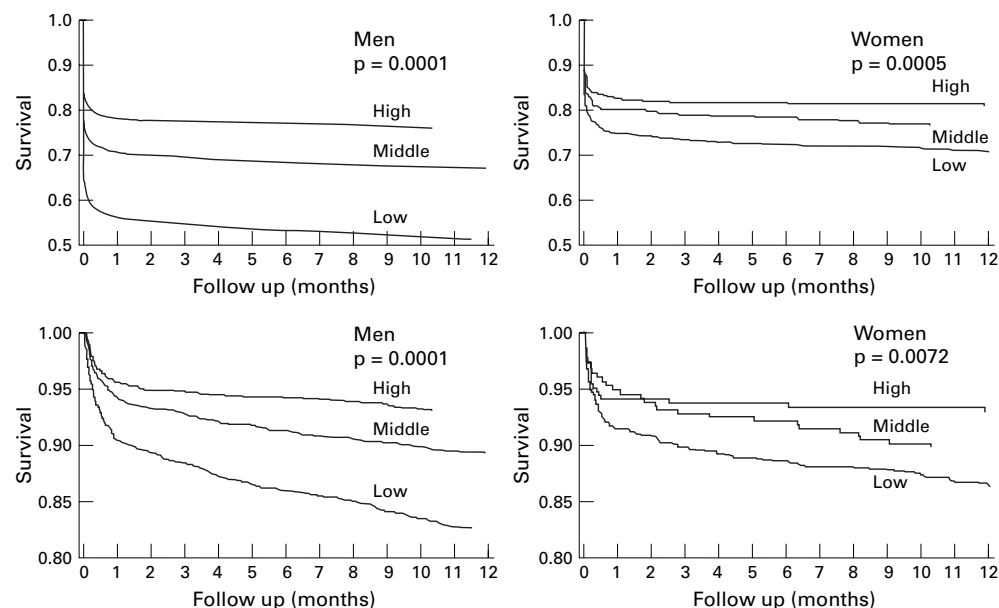 Men
p = 0.0001
1.0
0.9
0.8
0.7
0.6
0.5
Survival
High
Middle
Low
0 1 2 3 4 5 6 7 8 9 10 11 12
Follow up (months)
Women
p = 0.0005
1.0
0.9
0.8
0.7
0.6
0.5
Survival
High
Middle
Low
0 1 2 3 4 5 6 7 8 9 10 11 12
Follow up (months)
Men
p = 0.0001
1.00
0.95
0.90
0.85
0.80
Survival
High
Middle
Low
0 1 2 3 4 5 6 7 8 9 10 11 12
Follow up (months)
Women
p = 0.0072
1.00
0.95
0.90
0.85
0.80
Survival
High
Middle
Low
0 1 2 3 4 5 6 7 8 9 10 11 12
Follow up (months)